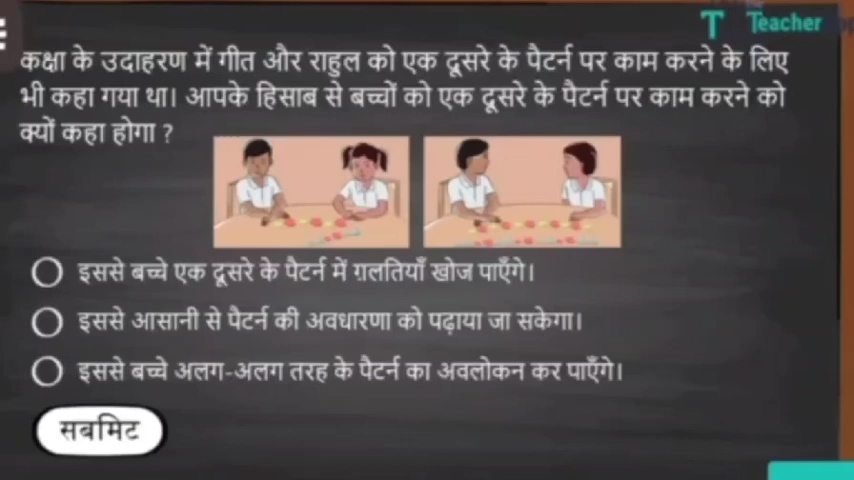 T Teacher
कक्षा के उदाहरण में गीत और राहुल को एक दूसरे के पैटर्न पर काम करने के लिए
भी कहा गया था। आपके हिसाब से बच्चों को एक दूसरे के पैटर्न पर काम करने को
क्यों कहा होगा ?
इससे बच्चे एक दूसरे के पैटर्न में ग़लतियाँ खोज पाएँगे।
इससे आसानी से पैटर्न की अवधारणा को पढ़ाया जा सकेगा।
इससे बच्चे अलग-अलग तरह के पैटर्न का अवलोकन कर पाएँगे।
सबमिट